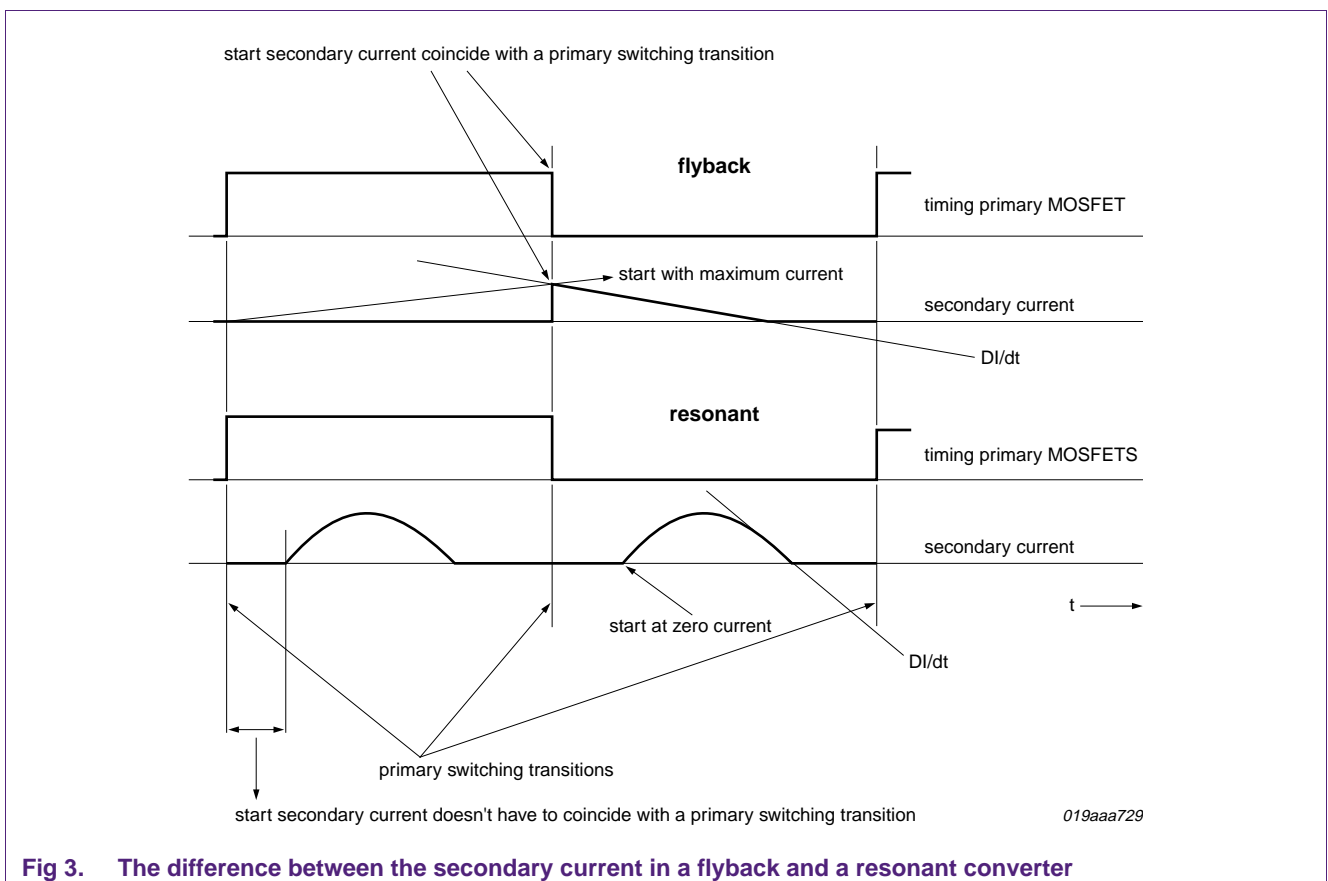 start secondary current coincide with a primary switching transition
flyback
timing primary MOSFET
start with maximum current
secondary current
DI/dt
resonant
timing primary MOSFETS
secondary current
t
start at zero current
DI/dt
primary switching transitions
start secondary current doesn't have to coincide with a primary switching transition
019aaa729
Fig 3. The difference between the secondary current in a flyback and a resonant converter